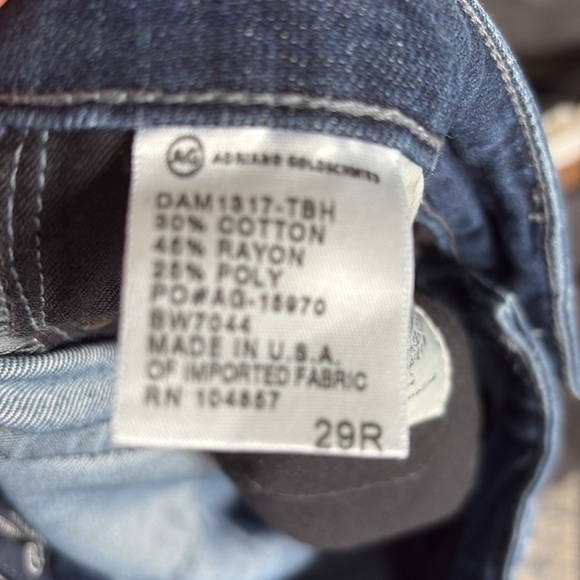 AG ADRIANO GOLDSCHMIED
DAM1317-TBH
30% COTTON
45% RAYON
25% POLY
PO#AG-15970
BW7044
MADE IN U.S.A.
OF IMPORTED FABRIC
RN 104857
29R